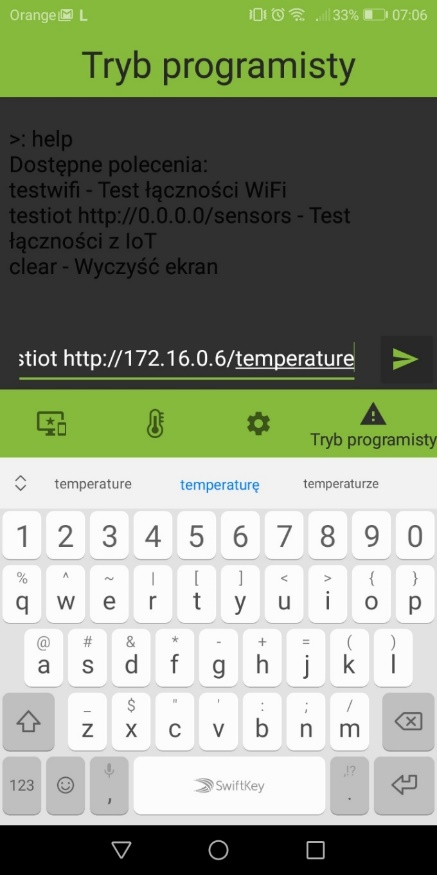 Orange L 33% 07:06
Tryb programisty
>: help
Dostępne polecenia:
testwifi - Test łączności WiFi
testiot http://0.0.0.0/sensors - Test
łączności z IoT
clear - Wyczyść ekran
stiot http://172.16.0.6/temperature
Tryb programisty
temperature temperaturę temperaturze
1 2 3 4 5 6 7 8 9 0
% ^ ~ | [ ] < > { }
q w e r t y u i o p
@ # & * - + = ( )
a s d f g h j k l
_ $ " ' : ; /
z x c v b n m
123 , SwiftKey ,!? .